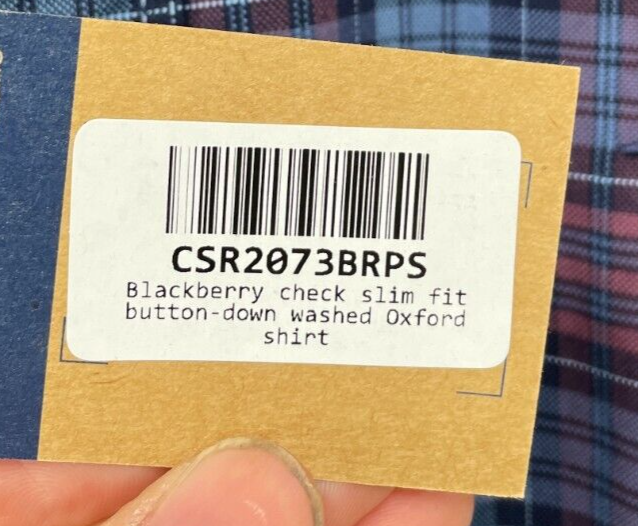 CSR2073BRPS
Blackberry check slim fit
button-down washed Oxford
shirt